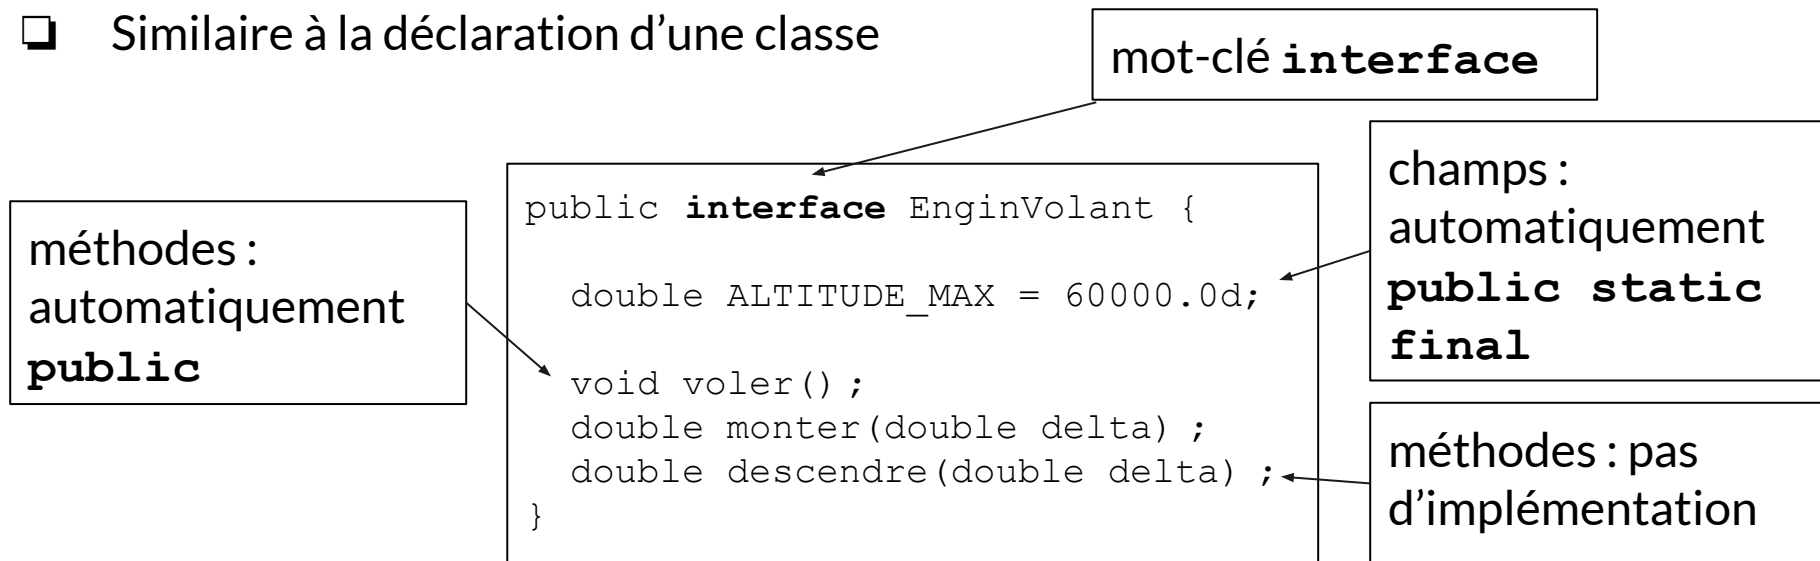 ❏ Similaire à la déclaration d’une classe
mot-clé interface
méthodes :
automatiquement
public
public interface EnginVolant {
double ALTITUDE_MAX = 60000.0d;
void voler();
double monter(double delta);
double descendre(double delta);
}
champs :
automatiquement
public static
final
méthodes : pas
d’implémentation